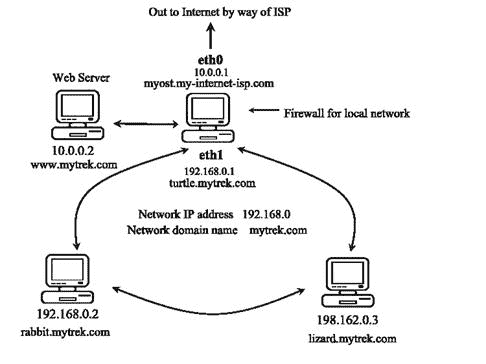 Out to Internet by way of ISP
eth0
10.0.0.1
myost.my-internet-isp.com
Web Server
Firewall for local network
10.0.0.2
www.mytrek.com
eth1
192.168.0.1
turtle.mytrek.com
Network IP address 192.168.0
Network domain name mytrek.com
192.168.0.2
rabbit.mytrek.com
198.162.0.3
lizard.mytrek.com